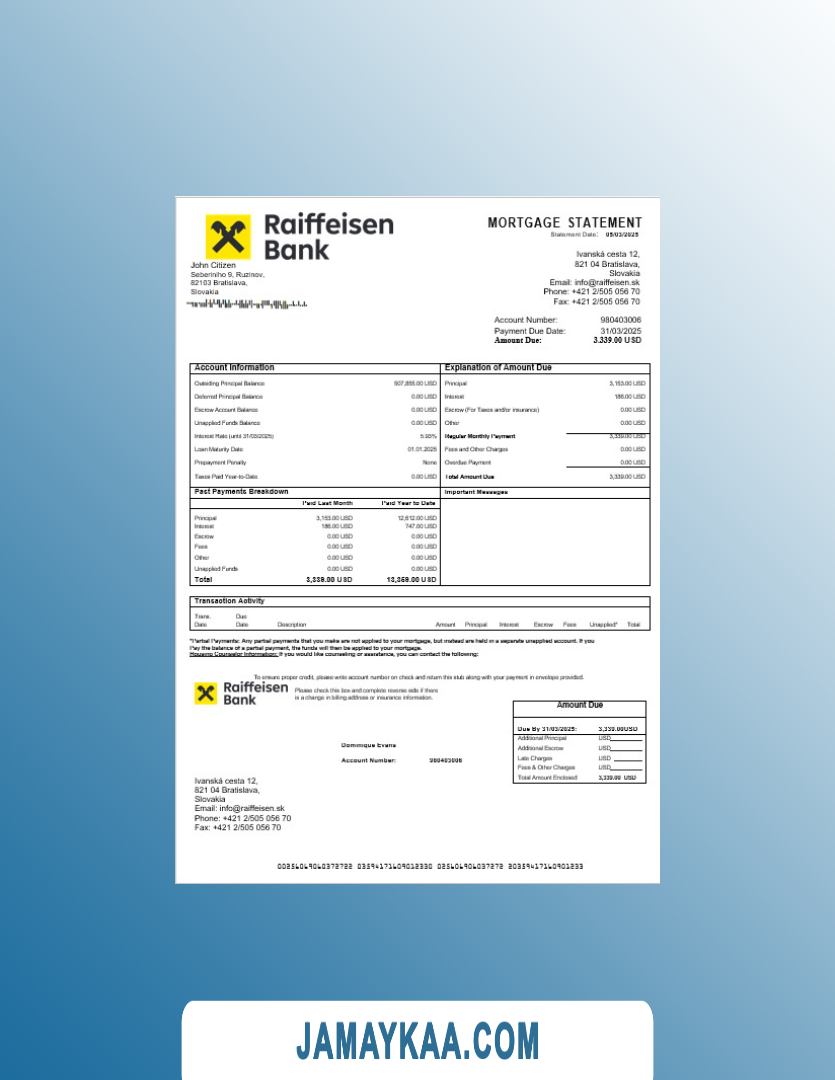 Raiffeisen
Bank
MORTGAGE STATEMENT
Statement Date: 05/03/2025
John Citizen
Seberiniho 9, Ruzinov,
82103 Bratislava,
Slovakia
Ivanská cesta 12,
821 04 Bratislava,
Slovakia
Email: info@raiffeisen.sk
Phone: +421 2/505 056 70
Fax: +421 2/505 056 70
Account Number: 980403006
Payment Due Date: 31/03/2025
Amount Due: 3.339.00 USD
Account Information
Outsiding Principal Balance 507,855.00 USD
Deferred Principal Balance 0.00 USD
Escrow Account Balance 0.00 USD
Unapplied Funds Balance 0.00 USD
Interest Rate (until 31/03/2025) 5.93%
Loan Maturity Date 01.01.2025
Prepayment Penalty None
Taxes Paid Year-to-Date 0.00 USD
Explanation of Amount Due
Principal 3,153.00 USD
Interest 186.00 USD
Escrow (For Taxes and/or insurance) 0.00 USD
Other 0.00 USD
Regular Monthly Payment 3,339.00 USD
Fees and Other Charges 0.00 USD
Overdue Payment 0.00 USD
Total Amount Due 3,339.00 USD
Past Payments Breakdown
Paid Last Month Paid Year to Date
Principal 3,153.00 USD 12,612.00 USD
Interest 186.00 USD 747.00 USD
Escrow 0.00 USD 0.00 USD
Fees 0.00 USD 0.00 USD
Other 0.00 USD 0.00 USD
Unapplied Funds 0.00 USD 0.00 USD
Total 3,339.00 USD 13,359.00 USD
Important Messages
Transaction Activity
Trans. Due
Date Date Description Amount Principal Interest Escrow Fees Unapplied* Total
*Partial Payments: Any partial payments that you make are not applied to your mortgage, but instead are held in a separate unapplied account. If you
Pay the balance of a partial payment, the funds will then be applied to your mortgage.
Housing Counselor Information: If you would like counseling or assistance, you can contact the following:
To ensure proper credit, please write account number on check and return this stub along with your payment in envelope provided.
Raiffeisen
Bank
Please check this box and complete reverse side if there
is a change in billing address or insurance information.
Amount Due
Due By 31/03/2025: 3,339.00USD
Additional Principal USD
Additional Escrow USD
Late Charges USD
Fees & Other Charges USD
Total Amount Enclosed 3,339.00 USD
Dominique Evans
Account Number: 980403006
Ivanská cesta 12,
821 04 Bratislava,
Slovakia
Email: info@raiffeisen.sk
Phone: +421 2/505 056 70
Fax: +421 2/505 056 70
JAMAYKAA.COM